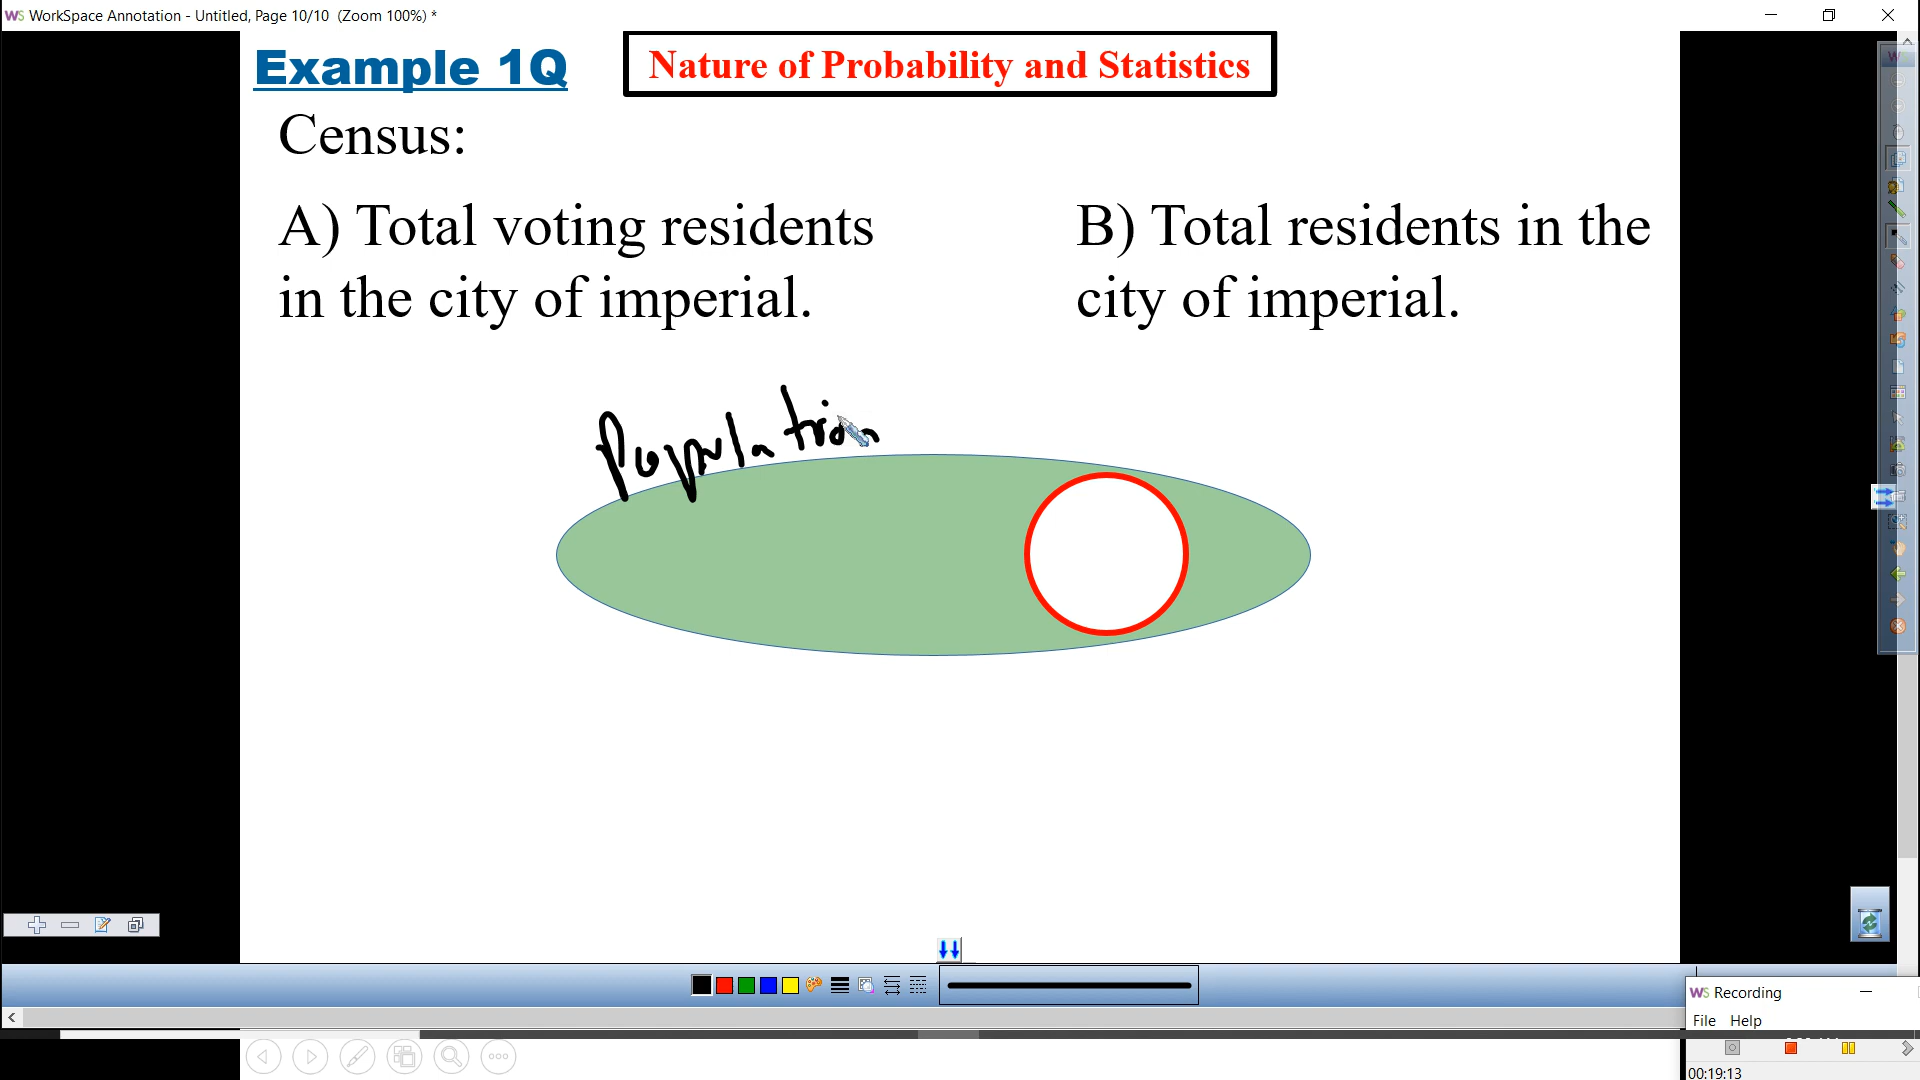 WS WorkSpace Annotation - Untitled, Page 10/10 (Zoom 100%) *
Example 1Q
Nature of Probability and Statistics
Census:
A) Total voting residents
in the city of imperial.
B) Total residents in the
city of imperial.
Population
WS Recording
File Help
00:19:13